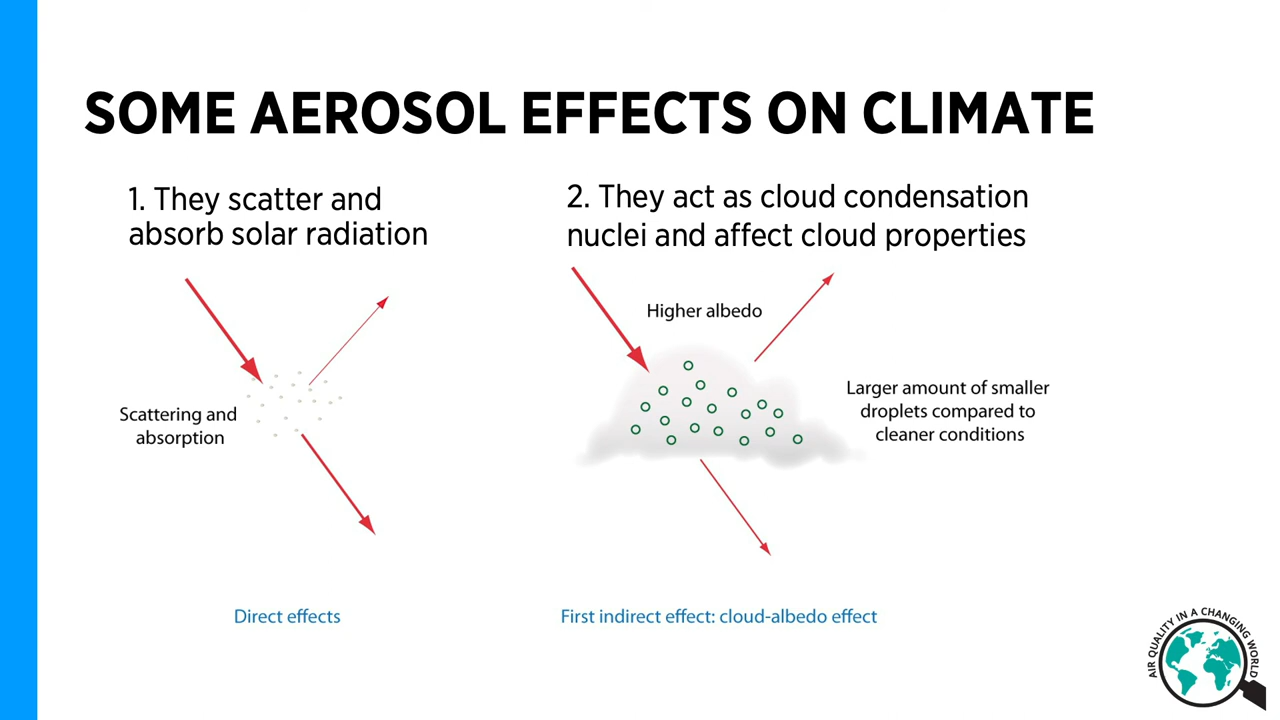 SOME AEROSOL EFFECTS ON CLIMATE
1. They scatter and
absorb solar radiation
Scattering and
absorption
Direct effects
2. They act as cloud condensation
nuclei and affect cloud properties
Higher albedo
Larger amount of smaller
droplets compared to
cleaner conditions
First indirect effect: cloud-albedo effect
AIR QUALITY IN A CHANGING WORLD